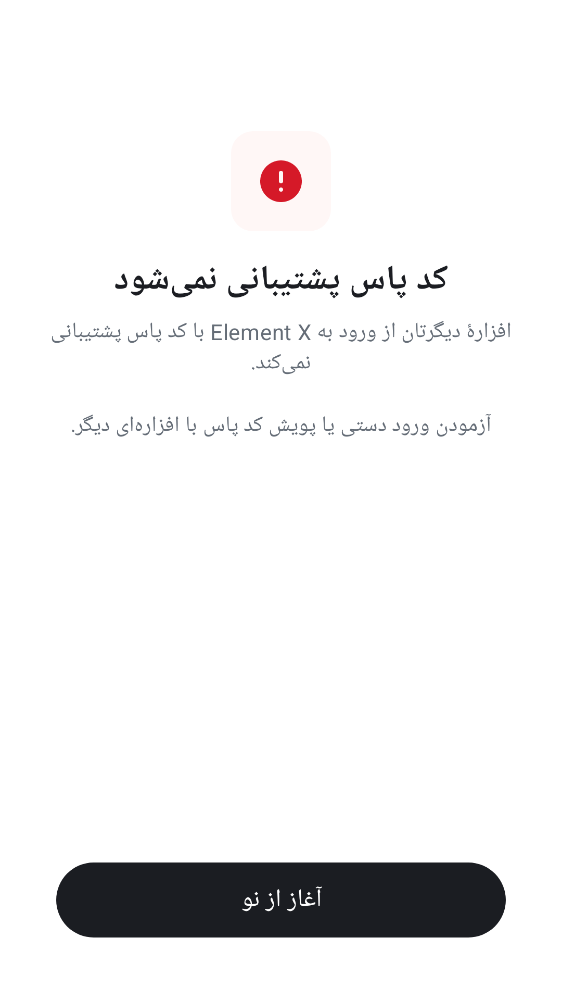 کد پاس پشتیبانی نمی‌شود
افزارهٔ دیگرتان از ورود به Element X با کد پاس پشتیبانی
نمی‌کند.
آزمودن ورود دستی یا پویش کد پاس با افزاره‌ای دیگر.
آغاز از نو